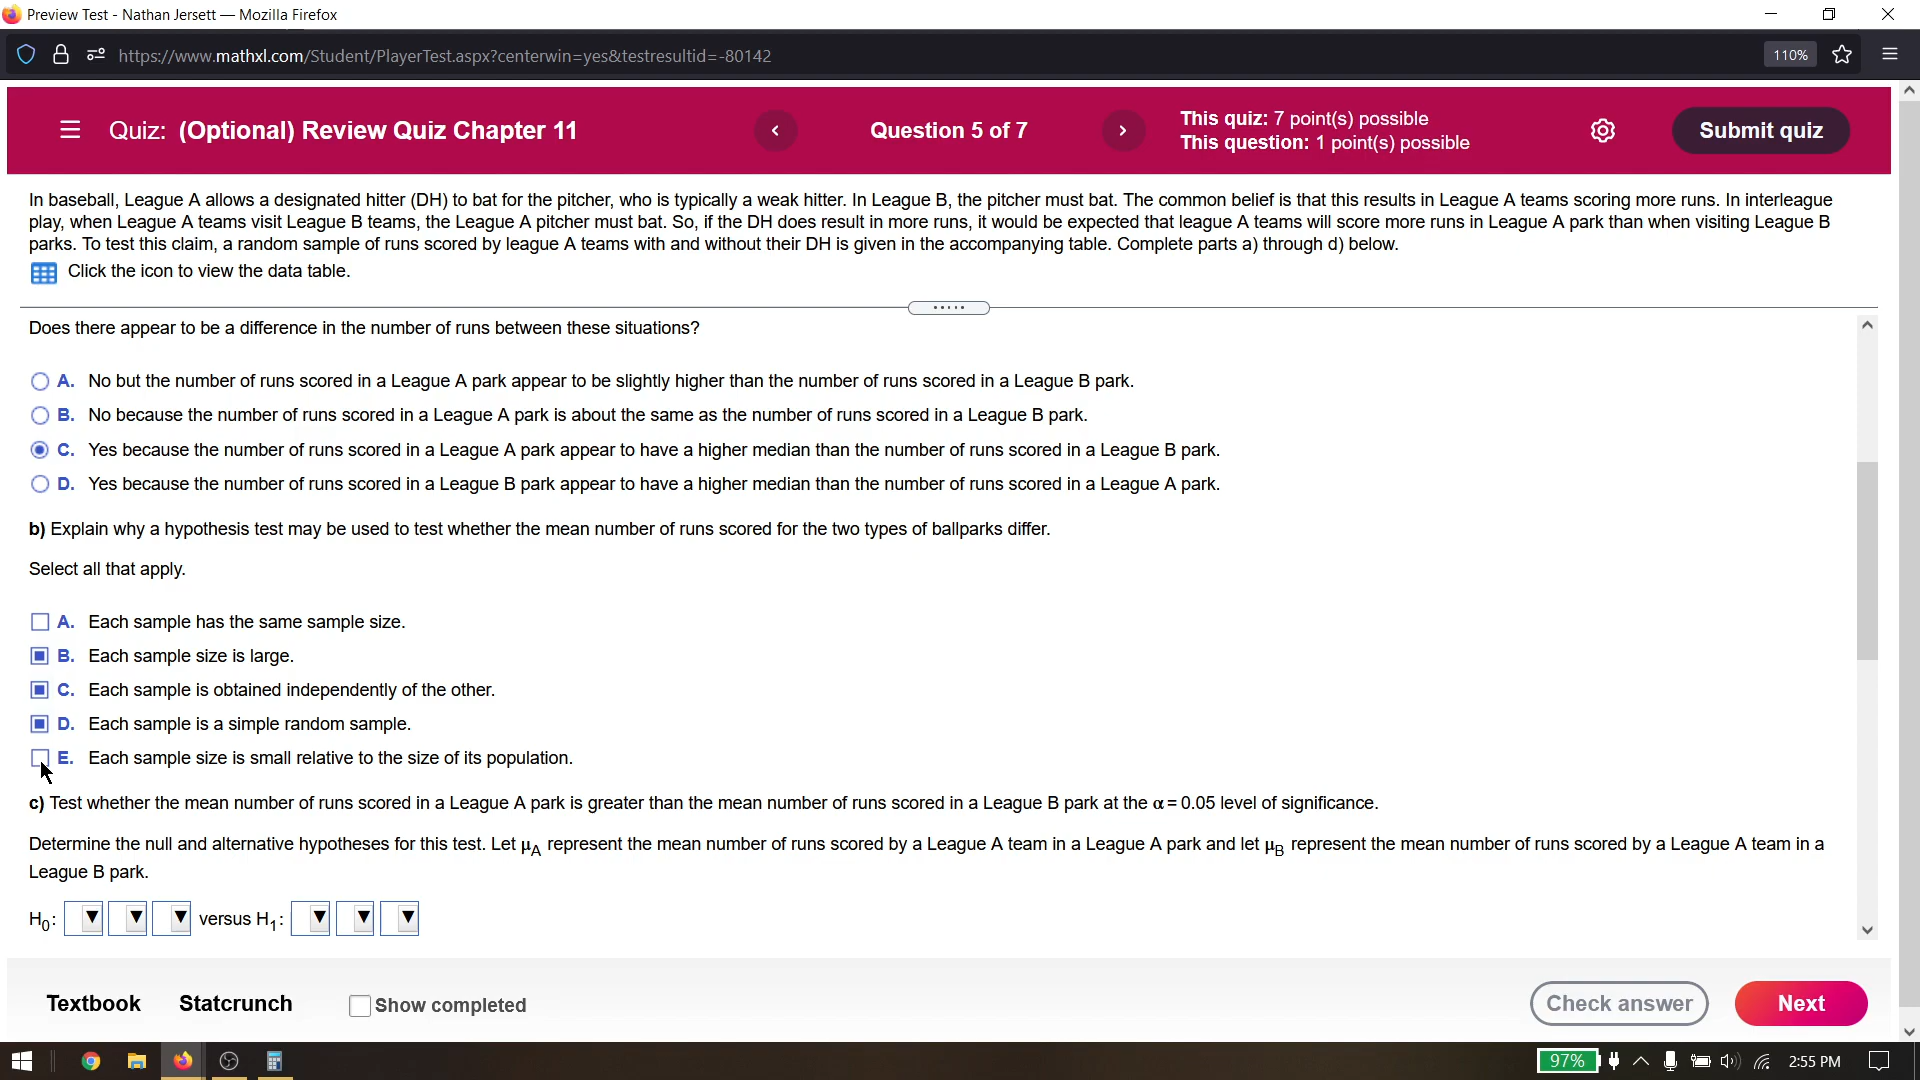 Preview Test - Nathan Jersett — Mozilla Firefox
https://www.mathxl.com/Student/PlayerTest.aspx?centerwin=yes&testresultid=-80142
110%
Quiz: (Optional) Review Quiz Chapter 11
Question 5 of 7
This quiz: 7 point(s) possible
This question: 1 point(s) possible
Submit quiz
In baseball, League A allows a designated hitter (DH) to bat for the pitcher, who is typically a weak hitter. In League B, the pitcher must bat. The common belief is that this results in League A teams scoring more runs. In interleague
play, when League A teams visit League B teams, the League A pitcher must bat. So, if the DH does result in more runs, it would be expected that league A teams will score more runs in League A park than when visiting League B
parks. To test this claim, a random sample of runs scored by league A teams with and without their DH is given in the accompanying table. Complete parts a) through d) below.
Click the icon to view the data table.
Does there appear to be a difference in the number of runs between these situations?
A. No but the number of runs scored in a League A park appear to be slightly higher than the number of runs scored in a League B park.
B. No because the number of runs scored in a League A park is about the same as the number of runs scored in a League B park.
C. Yes because the number of runs scored in a League A park appear to have a higher median than the number of runs scored in a League B park.
D. Yes because the number of runs scored in a League B park appear to have a higher median than the number of runs scored in a League A park.
b) Explain why a hypothesis test may be used to test whether the mean number of runs scored for the two types of ballparks differ.
Select all that apply.
A. Each sample has the same sample size.
B. Each sample size is large.
C. Each sample is obtained independently of the other.
D. Each sample is a simple random sample.
E. Each sample size is small relative to the size of its population.
c) Test whether the mean number of runs scored in a League A park is greater than the mean number of runs scored in a League B park at the α = 0.05 level of significance.
Determine the null and alternative hypotheses for this test. Let μA represent the mean number of runs scored by a League A team in a League A park and let μB represent the mean number of runs scored by a League A team in a
League B park.
H0: versus H1:
Textbook
Statcrunch
Show completed
Check answer
Next
97%
2:55 PM